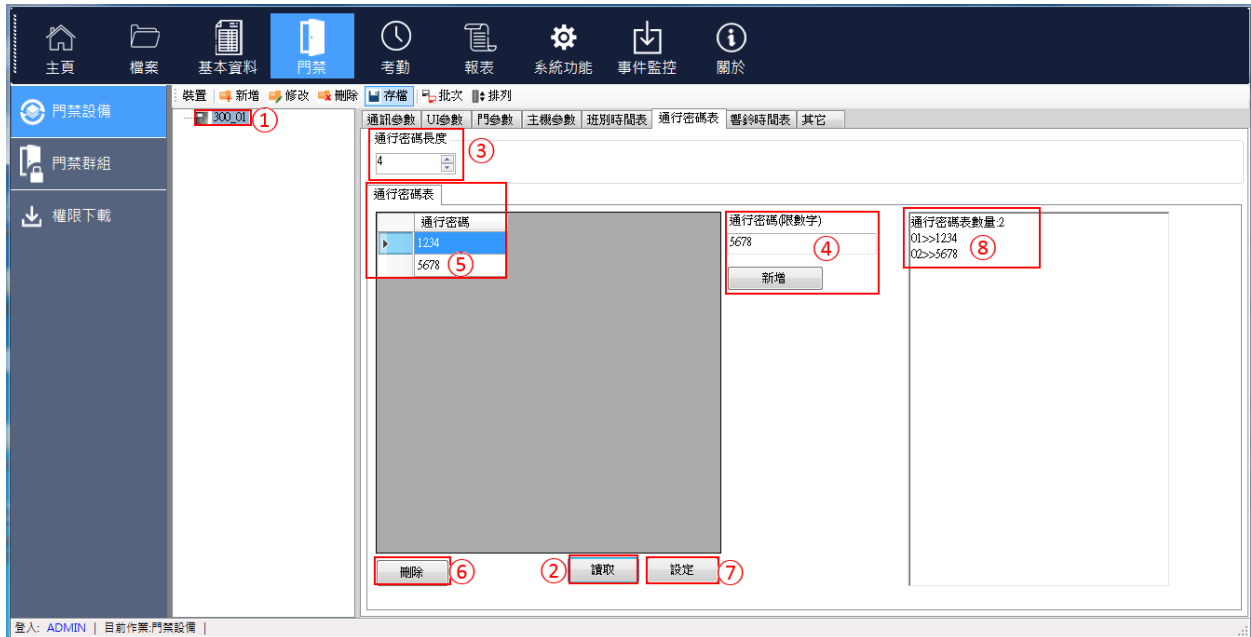 主頁 檔案 基本資料 門禁 考勤 報表 系統功能 事件監控 關於
門禁設備
門禁群組
權限下載
裝置 新增 修改 刪除 存檔 批次 排列
300_01 ①
通訊參數 UI參數 門參數 主機參數 班別時間表 通行密碼表 響鈴時間表 其它
通行密碼長度
4 ③
通行密碼表
通行密碼
1234
5678 ⑤
通行密碼(限數字)
5678 ④
新增
通行密碼表數量:2
01>>1234
02>>5678 ⑧
刪除 ⑥ ② 讀取 設定 ⑦
登入: ADMIN | 目前作業:門禁設備 |